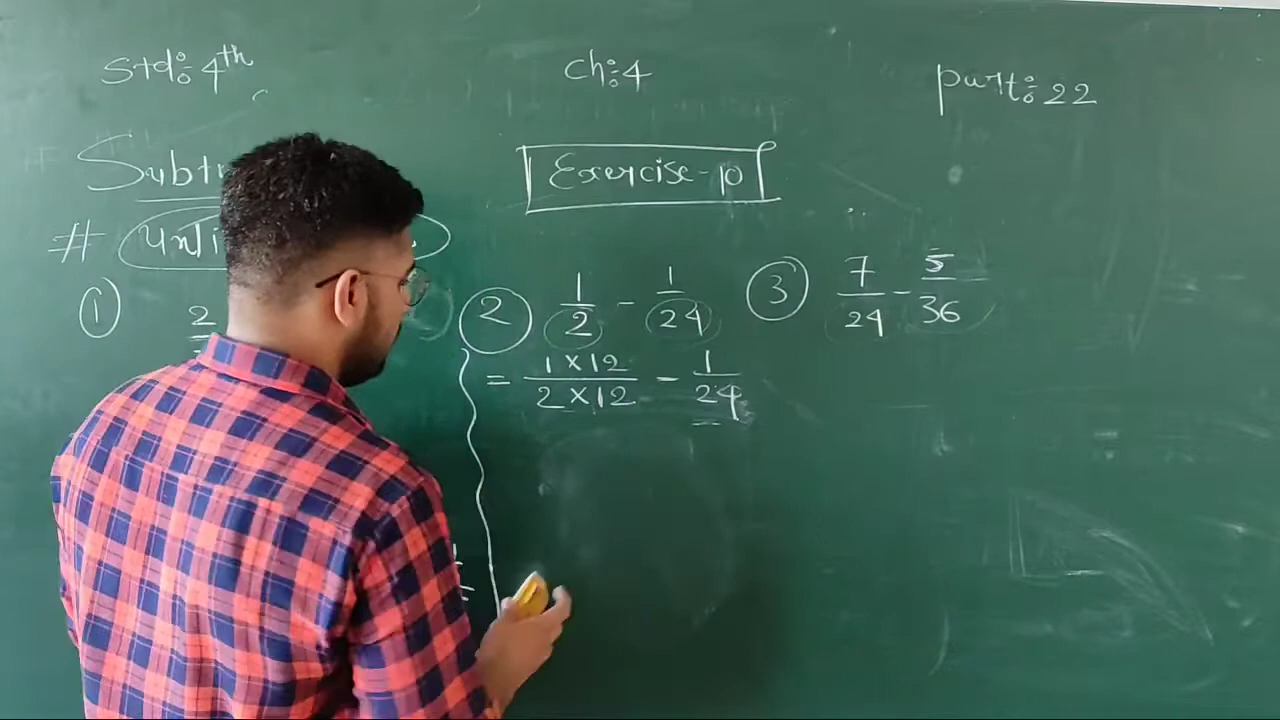 Std:- 4th
Ch:- 4
part:- 22
Exercise-10
#
①
2
② 1/2 - 1/24
= 1×12/2×12 - 1/24
③ 7/24 - 5/36